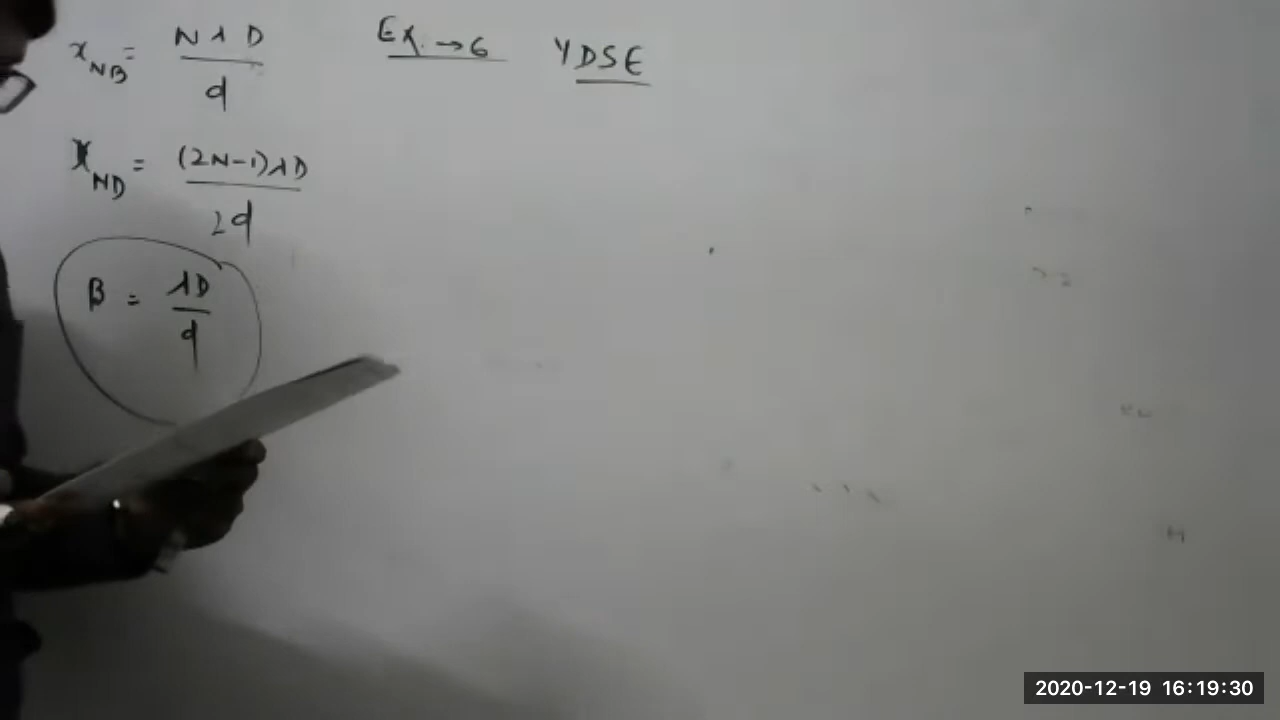 x_NB = NλD/d
Ex. → 6 YDSE
x_ND = (2N-1)λD/2d
β = λD/d
2020-12-19 16:19:30